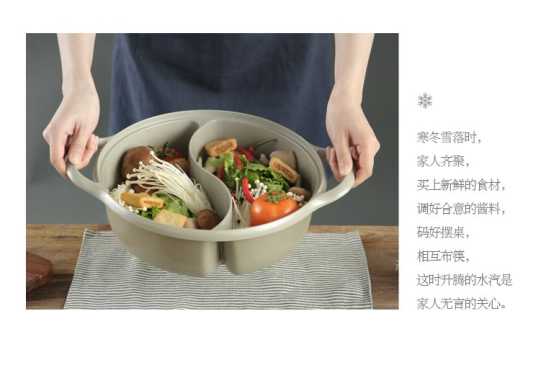 寒冬雪落时，
家人齐聚，
买上新鲜的食材，
调好合意的酱料，
码好摆桌，
相互布筷，
这时升腾的水汽是
家人无言的关心。